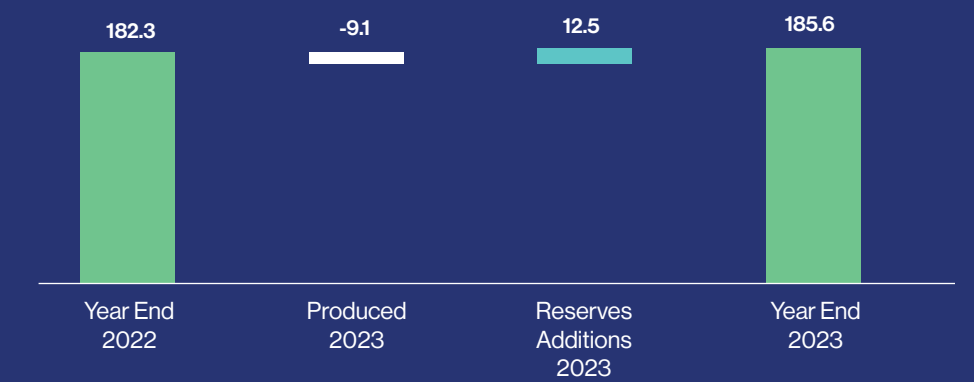 182.3
-9.1
12.5
185.6
Year End
2022
Produced
2023
Reserves
Additions
2023
Year End
2023